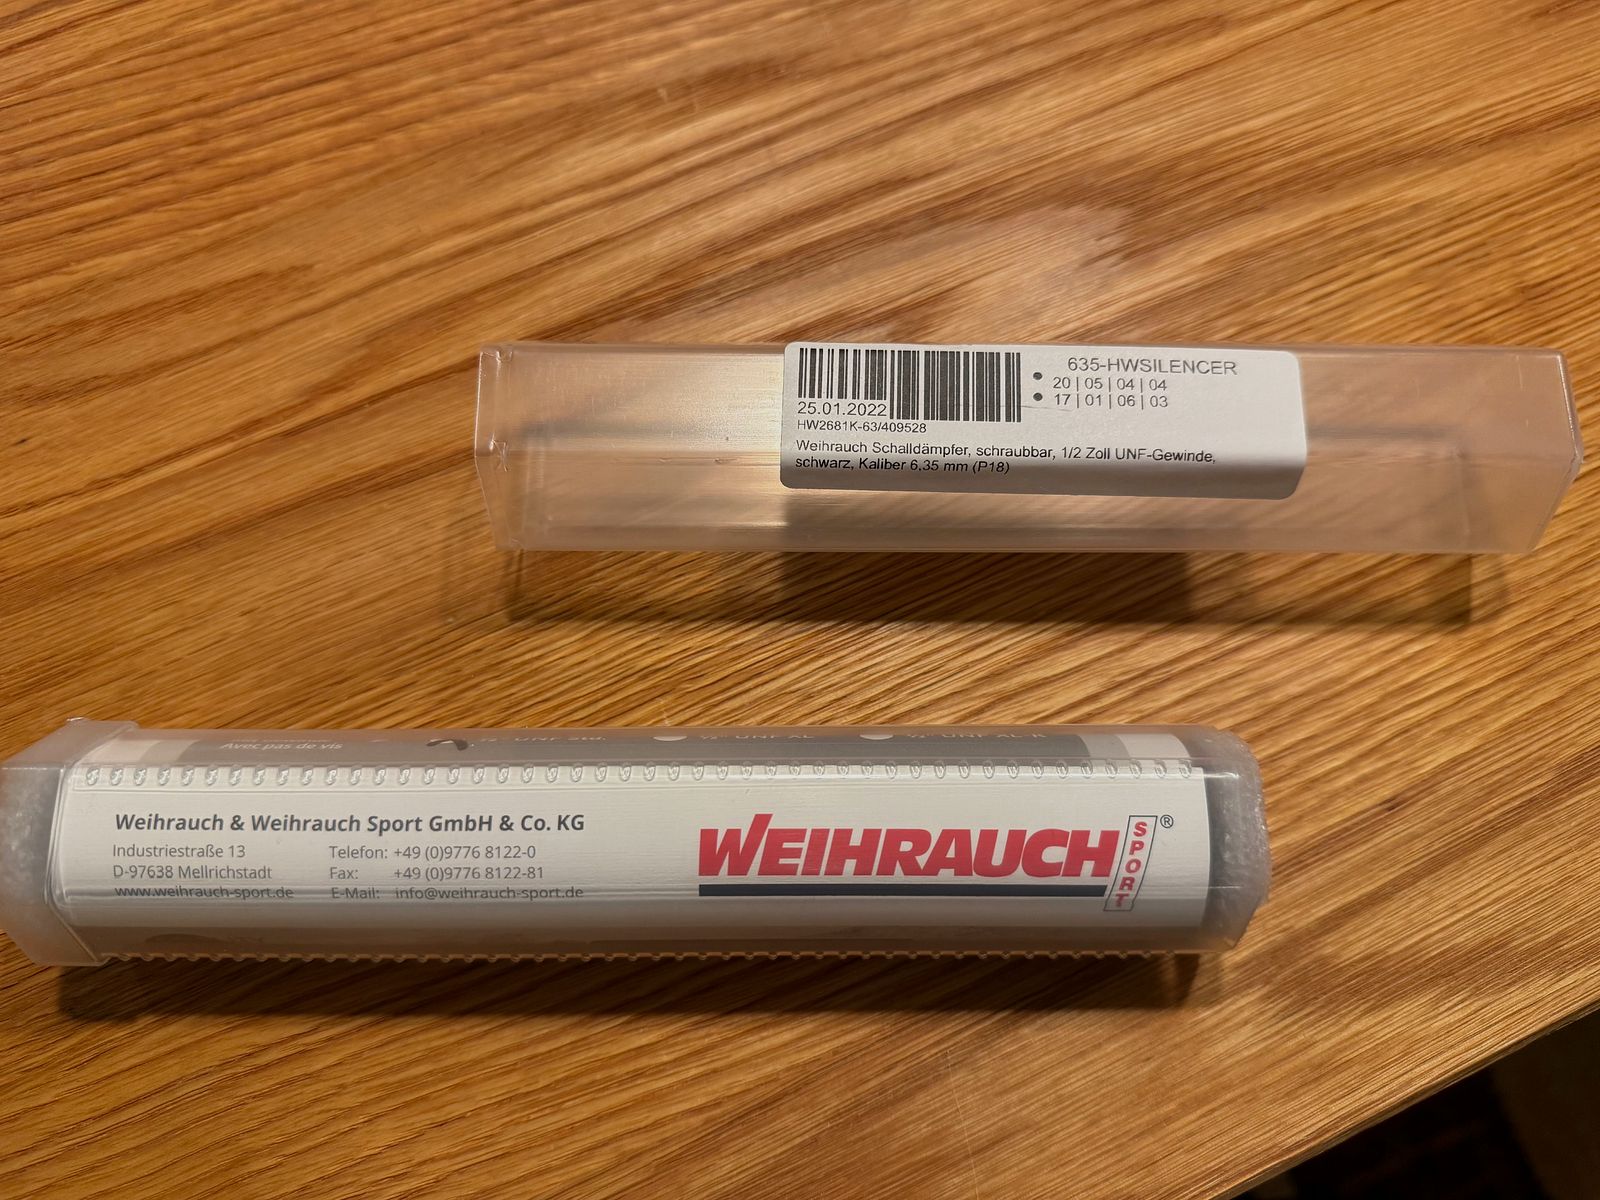 635-HWSILENCER
20 | 05 | 04 | 04
17 | 01 | 06 | 03
25.01.2022
HW2681K-63/409528
Weihrauch Schalldämpfer, schraubbar, 1/2 Zoll UNF-Gewinde,
schwarz, Kaliber 6,35 mm (P18)
Avec pas de vis
Weihrauch & Weihrauch Sport GmbH & Co. KG
Industriestraße 13 Telefon: +49 (0)9776 8122-0
D-97638 Mellrichstadt Fax: +49 (0)9776 8122-81
www.weihrauch-sport.de E-Mail: info@weihrauch-sport.de
WEIHRAUCH SPORT ®